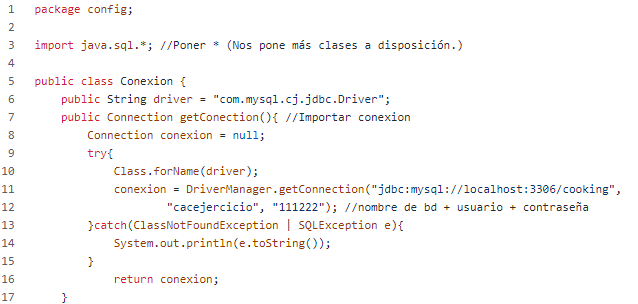 1 package config;
2
3 import java.sql.*; //Poner * (Nos pone más clases a disposición.)
4
5 public class Conexion {
6     public String driver = "com.mysql.cj.jdbc.Driver";
7     public Connection getConection(){ //Importar conexion
8         Connection conexion = null;
9         try{
10             Class.forName(driver);
11             conexion = DriverManager.getConnection("jdbc:mysql://localhost:3306/cooking",
12                     "cacejercicio", "111222"); //nombre de bd + usuario + contraseña
13         }catch(ClassNotFoundException | SQLException e){
14             System.out.println(e.toString());
15         }
16             return conexion;
17     }